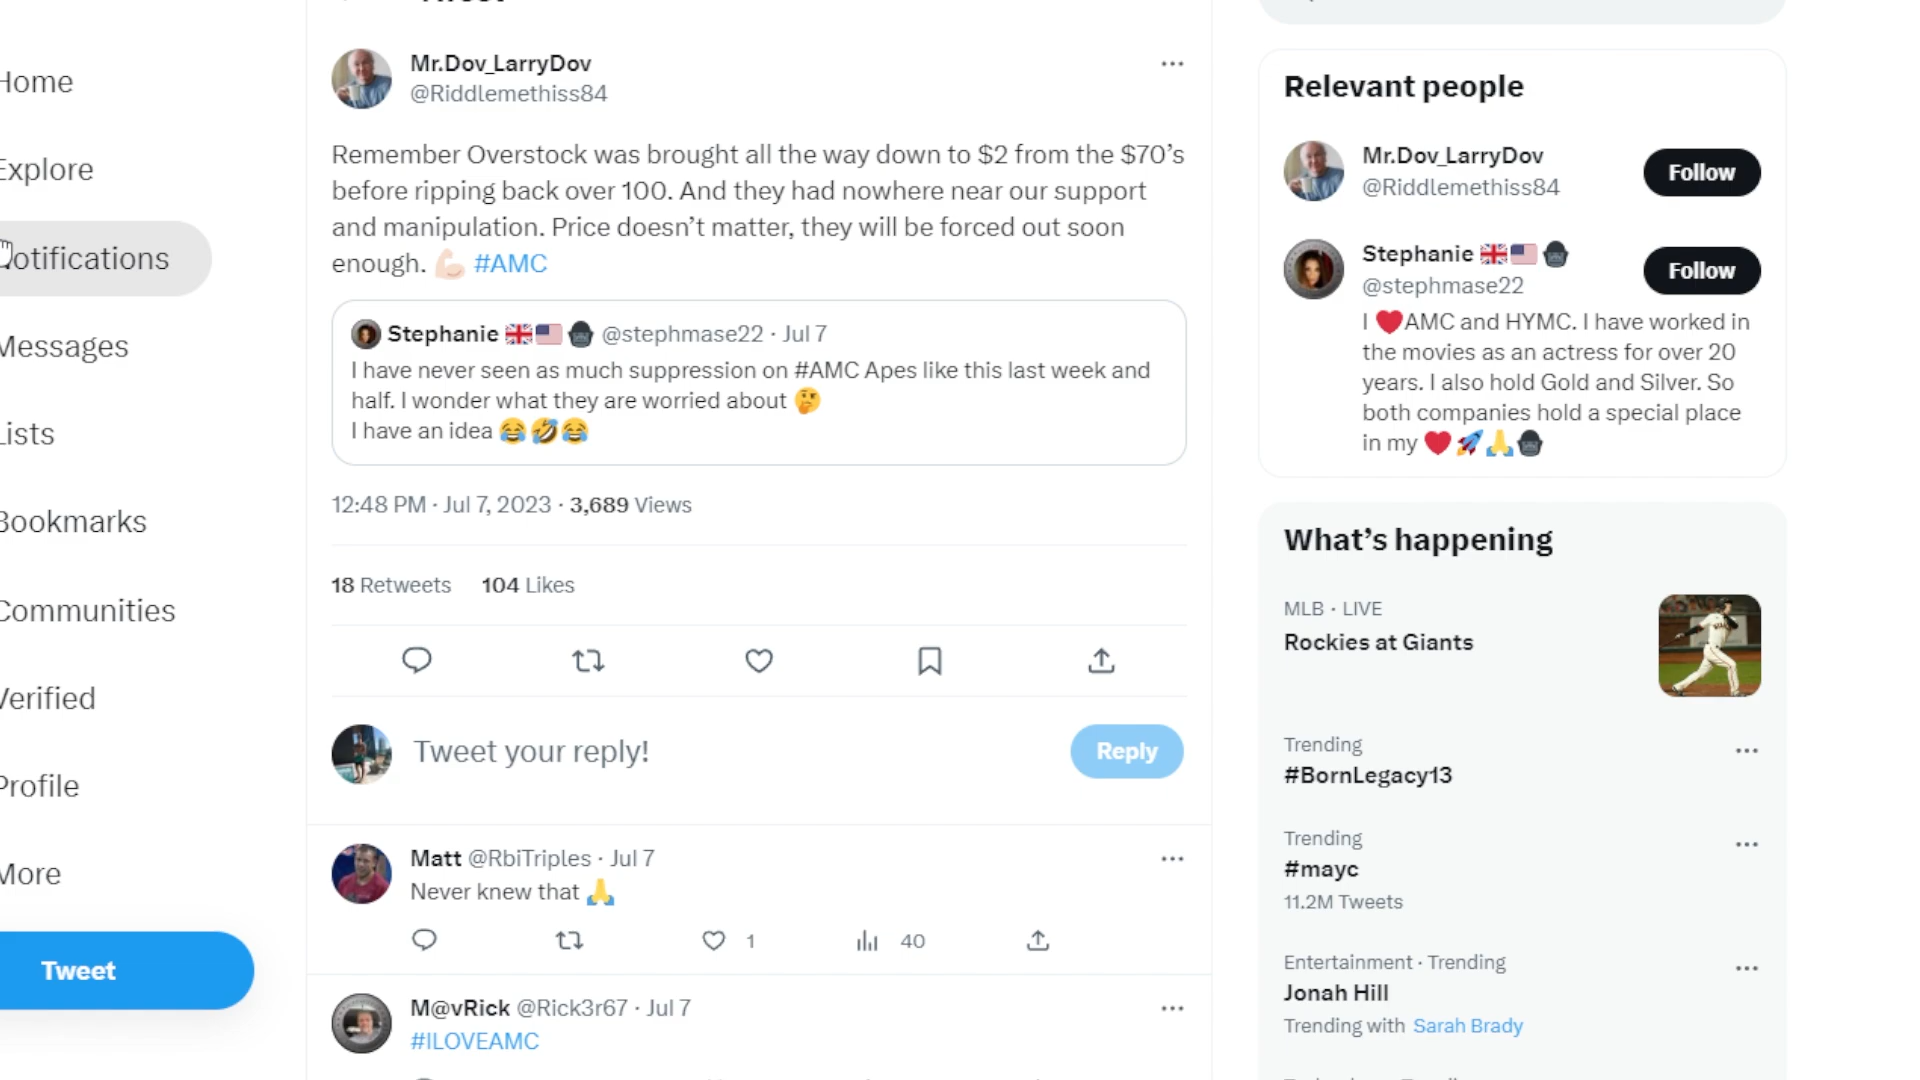 Home
Explore
Notifications
Messages
Lists
Bookmarks
Communities
Verified
Profile
More
Tweet
Mr.Dov_LarryDov
@Riddlemethiss84
Remember Overstock was brought all the way down to $2 from the $70’s
before ripping back over 100. And they had nowhere near our support
and manipulation. Price doesn’t matter, they will be forced out soon
enough. 💪🏻 #AMC
Stephanie 🇬🇧🇺🇸🦍 @stephmase22 · Jul 7
I have never seen as much suppression on #AMC Apes like this last week and
half. I wonder what they are worried about 🤔
I have an idea 😂🤣😂
12:48 PM · Jul 7, 2023 · 3,689 Views
18 Retweets 104 Likes
Tweet your reply!
Reply
Matt @RbiTriples · Jul 7
Never knew that 🙏
1 40
M@vRick @Rick3r67 · Jul 7
#ILOVEAMC
Relevant people
Mr.Dov_LarryDov
@Riddlemethiss84
Follow
Stephanie 🇬🇧🇺🇸🦍
@stephmase22
Follow
I ❤️AMC and HYMC. I have worked in
the movies as an actress for over 20
years. I also hold Gold and Silver. So
both companies hold a special place
in my ❤️🚀🙏🦍
What’s happening
MLB · LIVE
Rockies at Giants
Trending
#BornLegacy13
Trending
#mayc
11.2M Tweets
Entertainment · Trending
Jonah Hill
Trending with Sarah Brady